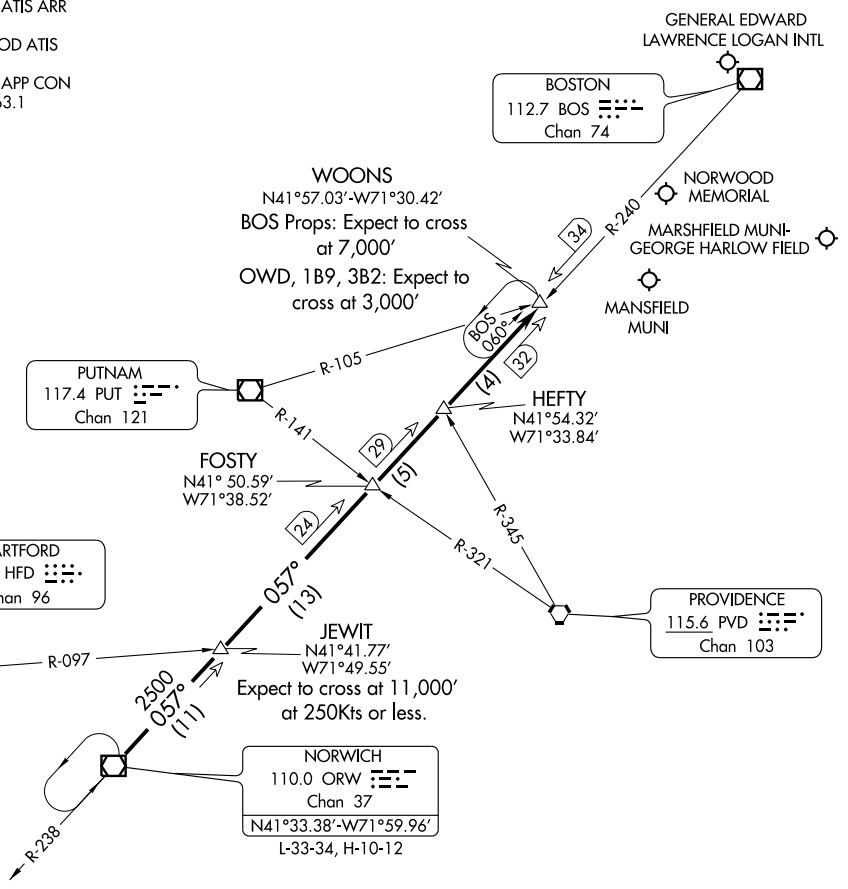 ATIS ARR
OD ATIS
APP CON
63.1
GENERAL EDWARD
LAWRENCE LOGAN INTL
BOSTON
112.7 BOS
Chan 74
WOONS
N41°57.03’-W71°30.42’
BOS Props: Expect to cross
at 7,000’
OWD, 1B9, 3B2: Expect to
cross at 3,000’
NORWOOD
MEMORIAL
R-240
34
MARSHFIELD MUNI-
GEORGE HARLOW FIELD
MANSFIELD
MUNI
BOS
060°
32
(4)
R-105
PUTNAM
117.4 PUT
Chan 121
R-141
HEFTY
N41°54.32’
W71°33.84’
29
(5)
FOSTY
N41° 50.59’
W71°38.52’
24
R-345
R-321
ARTFORD
HFD
han 96
057°
(13)
PROVIDENCE
115.6 PVD
Chan 103
R-097
JEWIT
N41°41.77’
W71°49.55’
Expect to cross at 11,000’
at 250Kts or less.
2500
057°
(11)
NORWICH
110.0 ORW
Chan 37
N41°33.38’-W71°59.96’
L-33-34, H-10-12
R-238